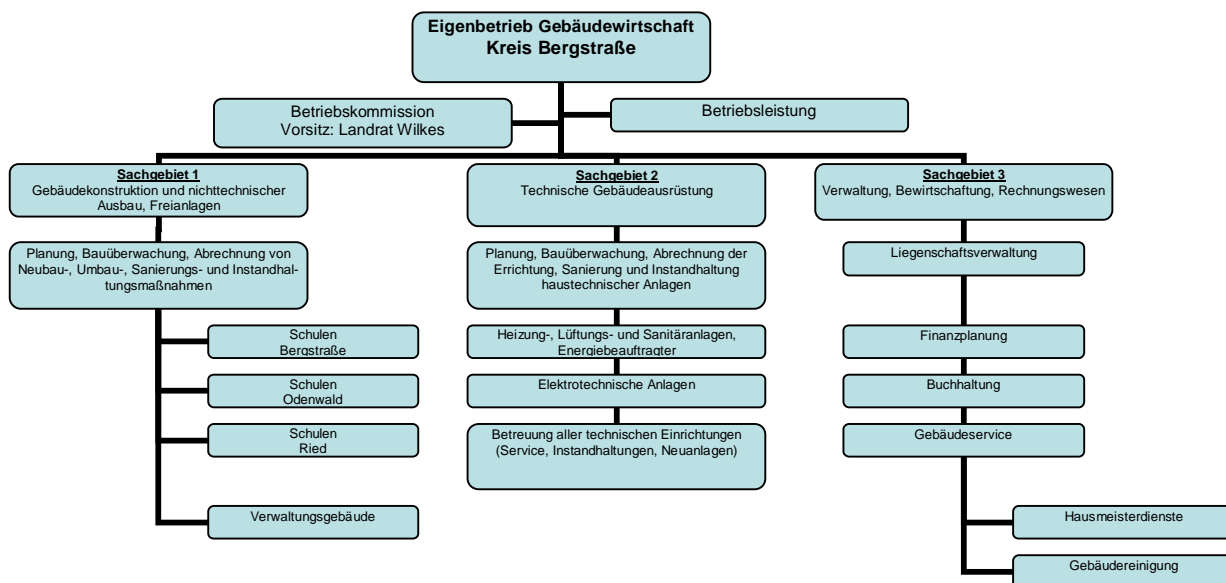 Eigenbetrieb Gebäudewirtschaft
Kreis Bergstraße
Betriebskommission
Vorsitz: Landrat Wilkes
Betriebsleistung
Sachgebiet 1
Gebäudekonstruktion und nichttechnischer
Ausbau, Freianlagen
Planung, Bauüberwachung, Abrechnung von
Neubau-, Umbau-, Sanierungs- und Instandhal-
tungsmaßnahmen
Schulen
Bergstraße
Schulen
Odenwald
Schulen
Ried
Verwaltungsgebäude
Sachgebiet 2
Technische Gebäudeausrüstung
Planung, Bauüberwachung, Abrechnung der
Errichtung, Sanierung und Instandhaltung
haustechnischer Anlagen
Heizung-, Lüftungs- und Sanitäranlagen,
Energiebeauftragter
Elektrotechnische Anlagen
Betreuung aller technischen Einrichtungen
(Service, Instandhaltungen, Neuanlagen)
Sachgebiet 3
Verwaltung, Bewirtschaftung, Rechnungswesen
Liegenschaftsverwaltung
Finanzplanung
Buchhaltung
Gebäudeservice
Hausmeisterdienste
Gebäudereinigung